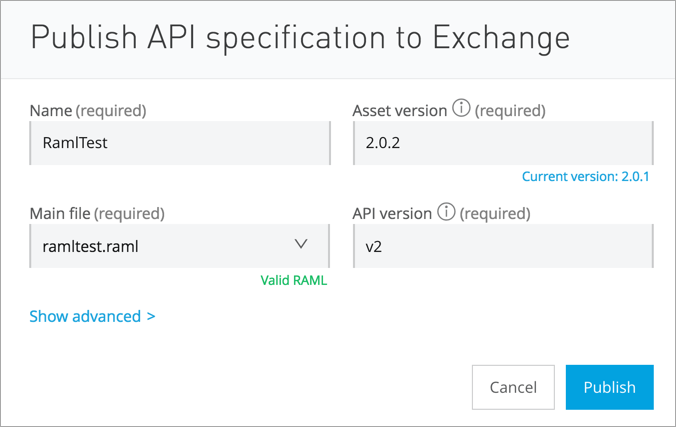 Publish API specification to Exchange
Name (required)
Asset version ⓘ (required)
RamlTest
2.0.2
Current version: 2.0.1
Main file (required)
API version ⓘ (required)
ramltest.raml
v2
Valid RAML
Show advanced >
Cancel
Publish